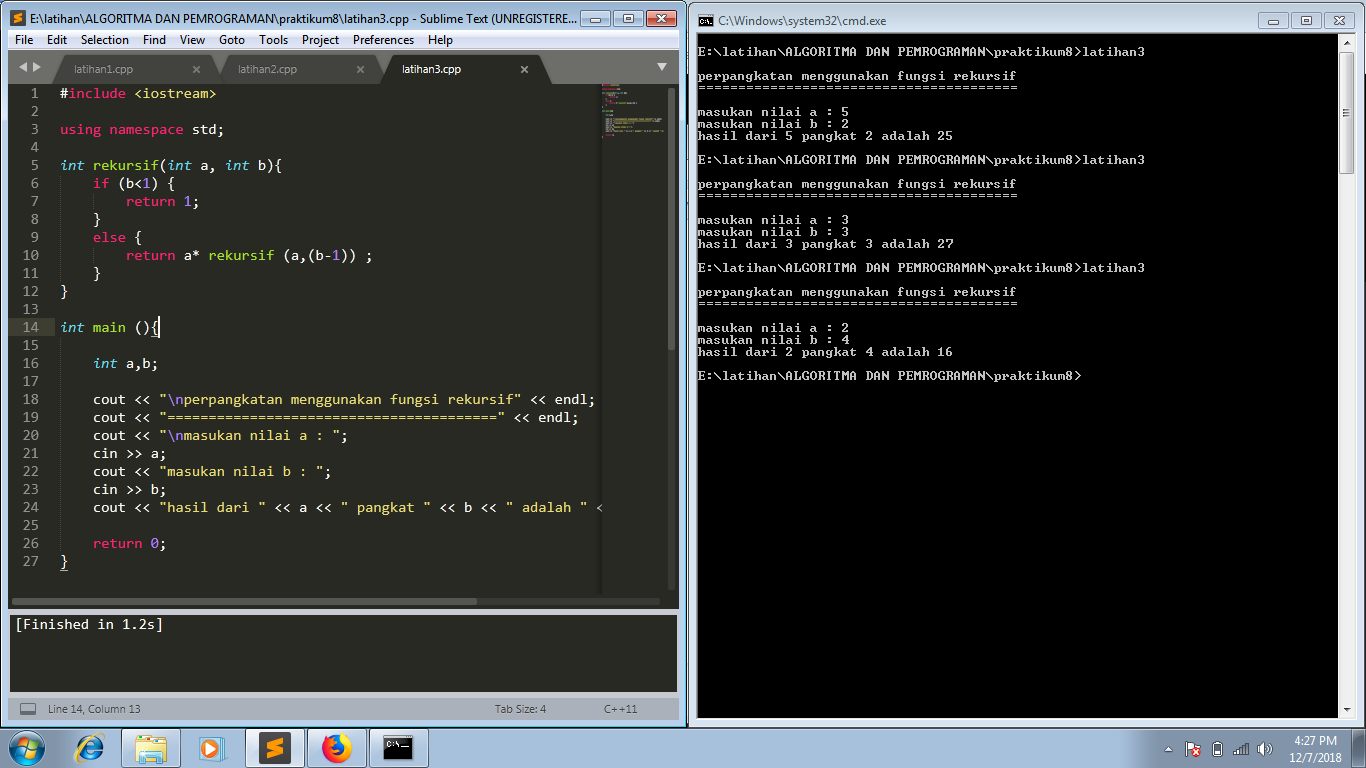 E:\latihan\ALGORITMA DAN PEMROGRAMAN\praktikum8\latihan3.cpp - Sublime Text (UNREGISTERE...
File Edit Selection Find View Goto Tools Project Preferences Help
latihan1.cpp latihan2.cpp latihan3.cpp
1 #include <iostream>
2
3 using namespace std;
4
5 int rekursif(int a, int b){
6 if (b<1) {
7 return 1;
8 }
9 else {
10 return a* rekursif (a,(b-1)) ;
11 }
12 }
13
14 int main (){
15
16 int a,b;
17
18 cout << "\nperpangkatan menggunakan fungsi rekursif" << endl;
19 cout << "========================================" << endl;
20 cout << "\nmasukan nilai a : ";
21 cin >> a;
22 cout << "masukan nilai b : ";
23 cin >> b;
24 cout << "hasil dari " << a << " pangkat " << b << " adalah " <
25
26 return 0;
27 }
[Finished in 1.2s]
Line 14, Column 13 Tab Size: 4 C++11
C:\Windows\system32\cmd.exe
E:\latihan\ALGORITMA DAN PEMROGRAMAN\praktikum8>latihan3
perpangkatan menggunakan fungsi rekursif
========================================
masukan nilai a : 5
masukan nilai b : 2
hasil dari 5 pangkat 2 adalah 25
E:\latihan\ALGORITMA DAN PEMROGRAMAN\praktikum8>latihan3
perpangkatan menggunakan fungsi rekursif
========================================
masukan nilai a : 3
masukan nilai b : 3
hasil dari 3 pangkat 3 adalah 27
E:\latihan\ALGORITMA DAN PEMROGRAMAN\praktikum8>latihan3
perpangkatan menggunakan fungsi rekursif
========================================
masukan nilai a : 2
masukan nilai b : 4
hasil dari 2 pangkat 4 adalah 16
E:\latihan\ALGORITMA DAN PEMROGRAMAN\praktikum8>
4:27 PM
12/7/2018